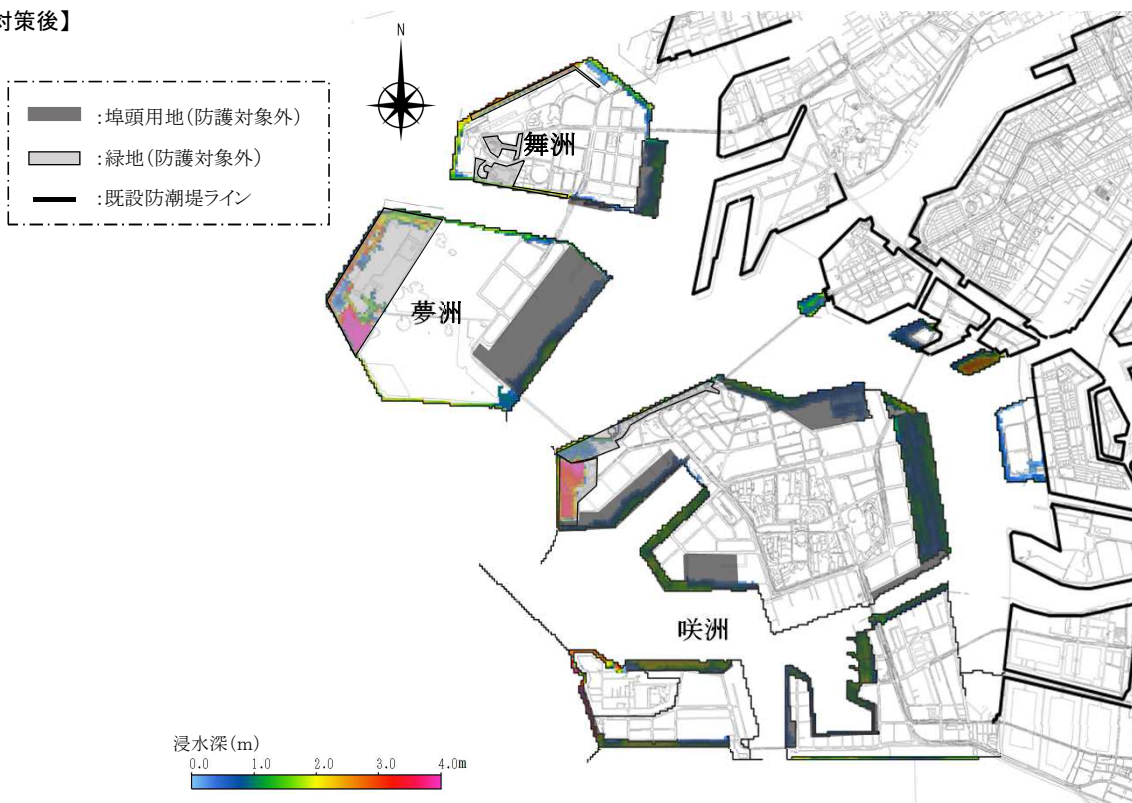 対策後】
N
:埠頭用地(防護対象外)
:緑地(防護対象外)
:既設防潮堤ライン
舞洲
夢洲
咲洲
浸水深(m)
0.0 1.0 2.0 3.0 4.0m